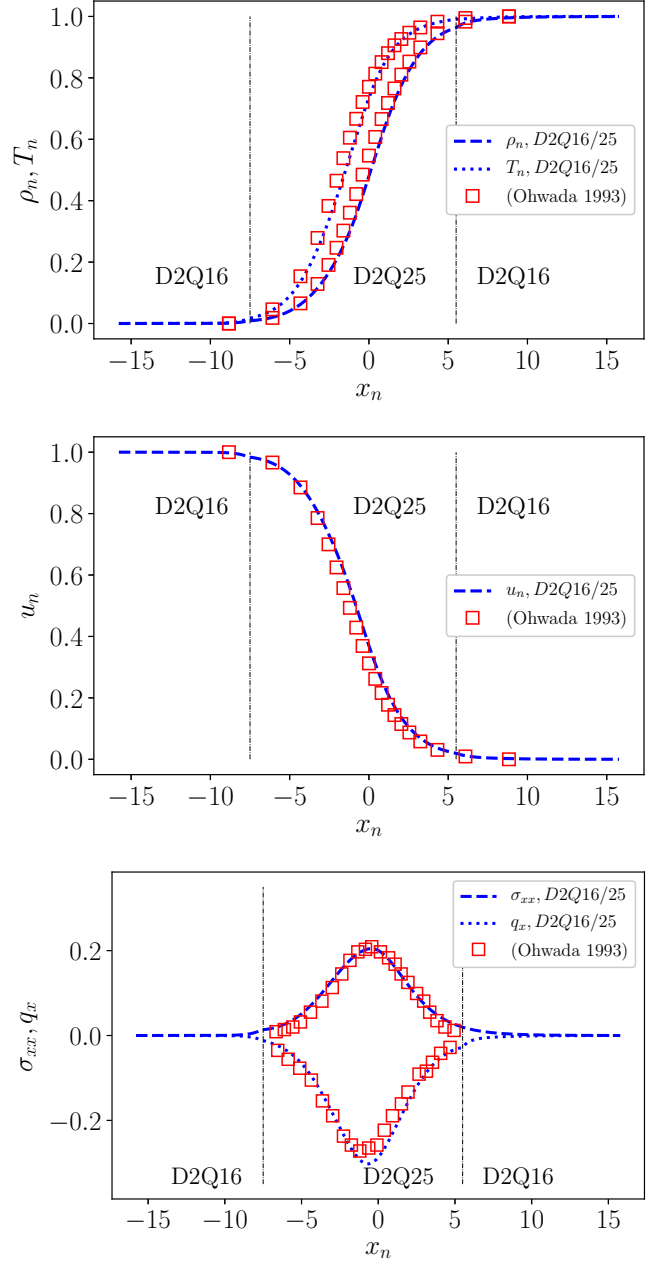 1.0
0.8
0.6
0.4
0.2
0.0
ρₙ, Tₙ
ρₙ, D2Q16/25
Tₙ, D2Q16/25
(Ohwada 1993)
D2Q16 D2Q25 D2Q16
−15 −10 −5 0 5 10 15
xₙ
1.0
0.8
0.6
0.4
0.2
0.0
uₙ
D2Q16 D2Q25 D2Q16
uₙ, D2Q16/25
(Ohwada 1993)
−15 −10 −5 0 5 10 15
xₙ
0.2
0.0
−0.2
σₓₓ, qₓ
σₓₓ, D2Q16/25
qₓ, D2Q16/25
(Ohwada 1993)
D2Q16 D2Q25 D2Q16
−15 −10 −5 0 5 10 15
xₙ